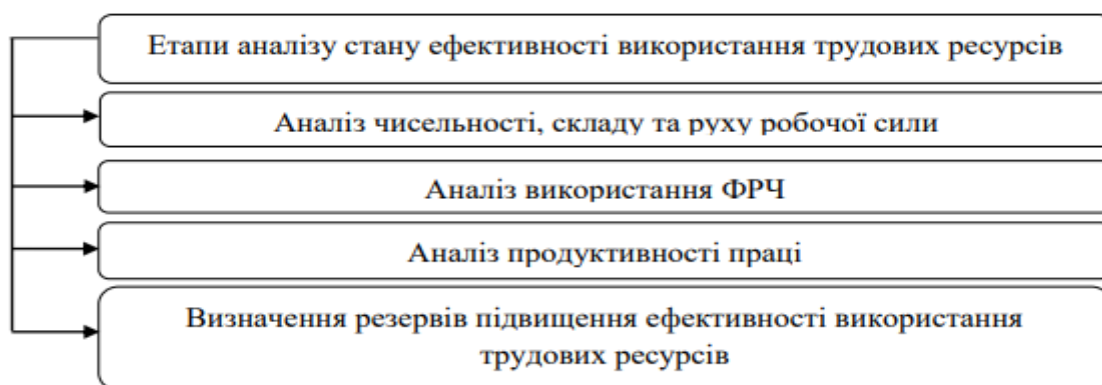 Етапи аналізу стану ефективності використання трудових ресурсів
Аналіз чисельності, складу та руху робочої сили
Аналіз використання ФРЧ
Аналіз продуктивності праці
Визначення резервів підвищення ефективності використання
трудових ресурсів